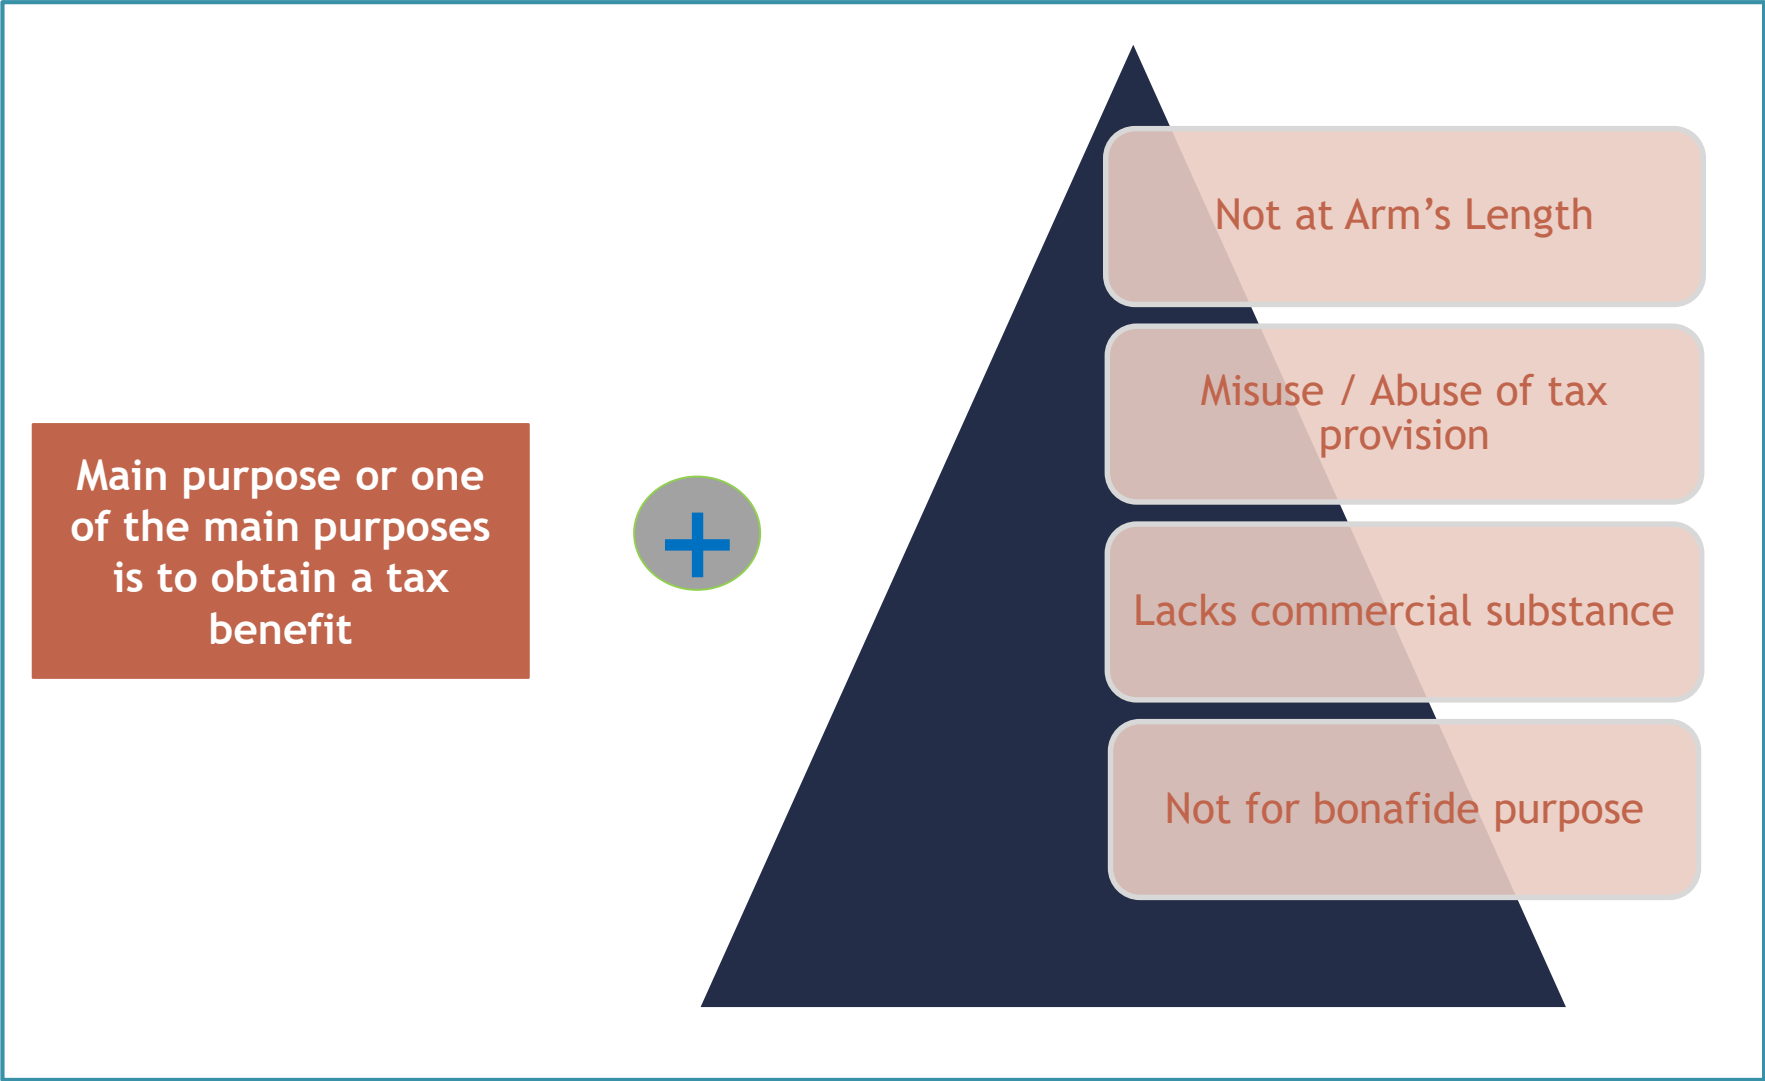 Main purpose or one
of the main purposes
is to obtain a tax
benefit
+
Not at Arm’s Length
Misuse / Abuse of tax
provision
Lacks commercial substance
Not for bonafide purpose